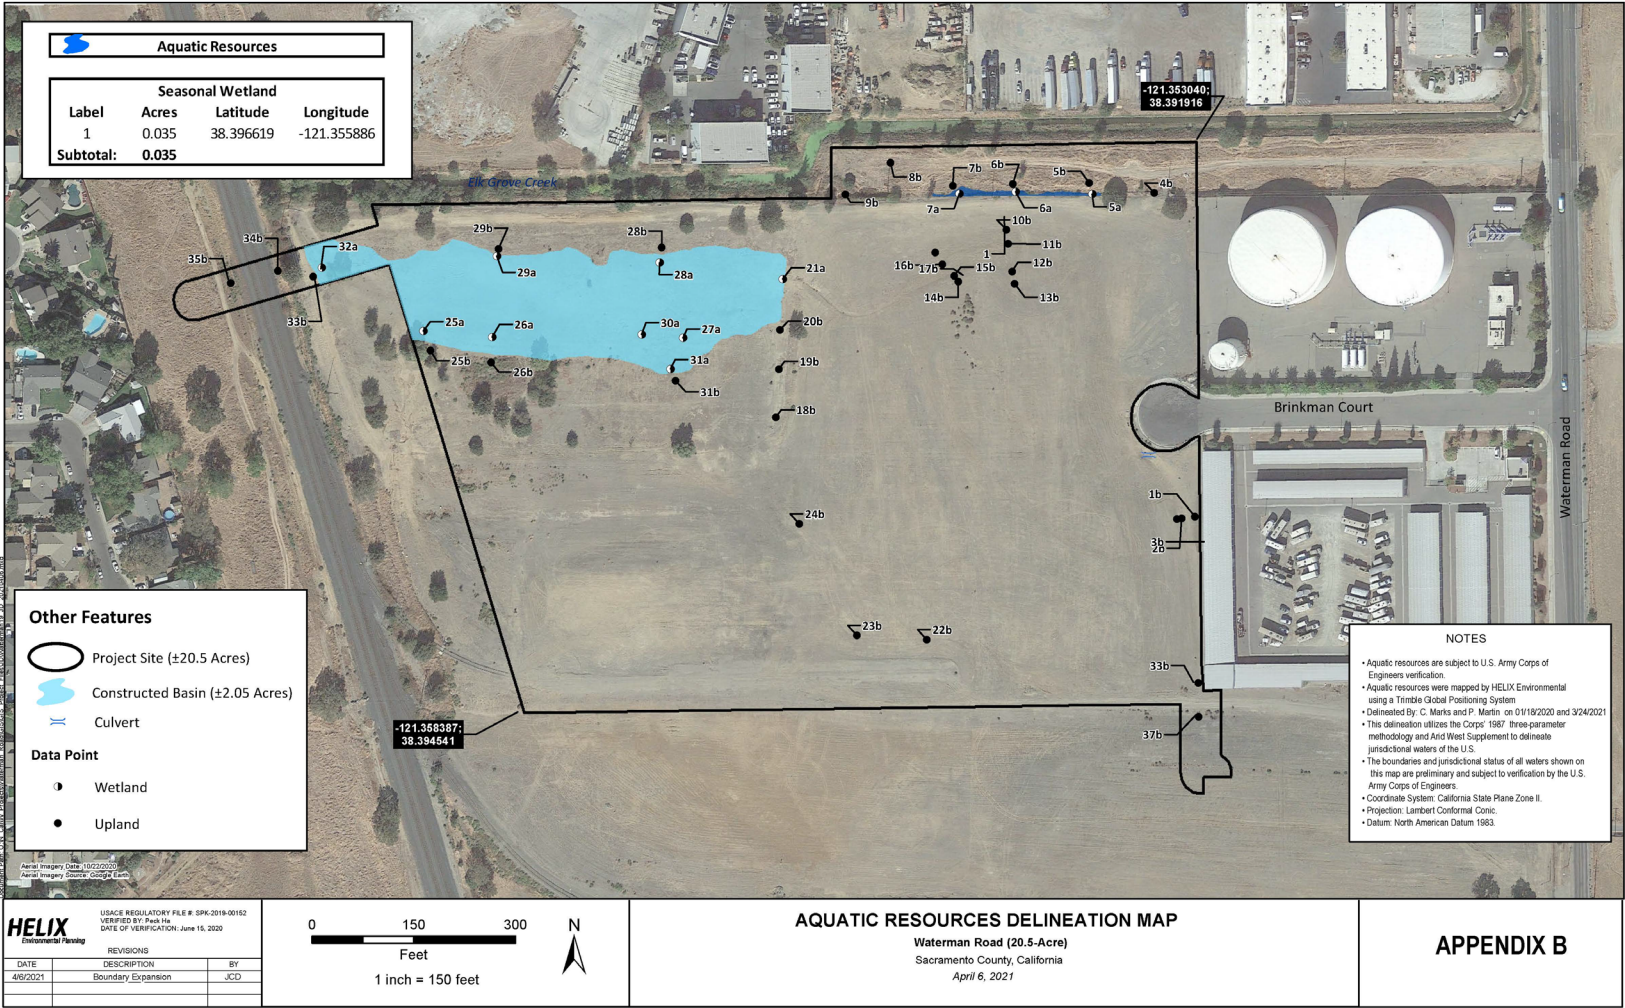 Aquatic Resources
Seasonal Wetland
Label Acres Latitude Longitude
1 0.035 38.396619 -121.355886
Subtotal: 0.035
-121.353040;
38.391916
Elk Grove Creek
8b
9b
7b
7a
6b
6a
5b
5a
4b
10b
11b
1
12b
13b
16b
17b
15b
14b
34b
35b
32a
33b
29b
29a
28b
28a
21a
25a
25b
26a
26b
30a
27a
31a
31b
20b
19b
18b
24b
23b
22b
1b
3b
2b
33b
37b
Brinkman Court
Waterman Road
-121.358387;
38.394541
Other Features
Project Site (±20.5 Acres)
Constructed Basin (±2.05 Acres)
Culvert
Data Point
Wetland
Upland
Aerial Imagery Date: 10/22/2020
Aerial Imagery Source: Google Earth
NOTES
• Aquatic resources are subject to U.S. Army Corps of
Engineers verification.
• Aquatic resources were mapped by HELIX Environmental
using a Trimble Global Positioning System
• Delineated By: C. Marks and P. Martin on 01/18/2020 and 3/24/2021
• This delineation utilizes the Corps' 1987 three-parameter
methodology and Arid West Supplement to delineate
jurisdictional waters of the U.S.
• The boundaries and jurisdictional status of all waters shown on
this map are preliminary and subject to verification by the U.S.
Army Corps of Engineers.
• Coordinate System: California State Plane Zone II.
• Projection: Lambert Conformal Conic.
• Datum: North American Datum 1983.
HELIX
Environmental Planning
USACE REGULATORY FILE #: SPK-2019-00152
VERIFIED BY: Peck Ha
DATE OF VERIFICATION: June 15, 2020
REVISIONS
DATE DESCRIPTION BY
4/6/2021 Boundary Expansion JCD
0 150 300
Feet
1 inch = 150 feet
N
AQUATIC RESOURCES DELINEATION MAP
Waterman Road (20.5-Acre)
Sacramento County, California
April 6, 2021
APPENDIX B